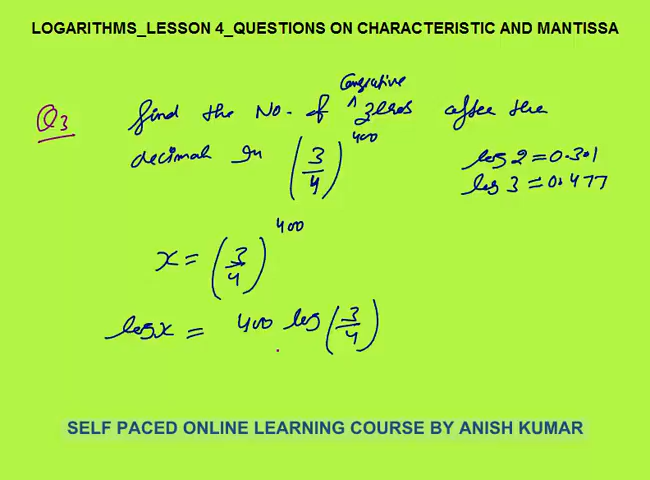 LOGARITHMS_LESSON 4_QUESTIONS ON CHARACTERISTIC AND MANTISSA
Q3 find the No. of ^ zeros after the
decimal in (3/4)^400
log 2 = 0.301
log 3 = 0.477
x = (3/4)^400
log x = 400 log (3/4)
SELF PACED ONLINE LEARNING COURSE BY ANISH KUMAR